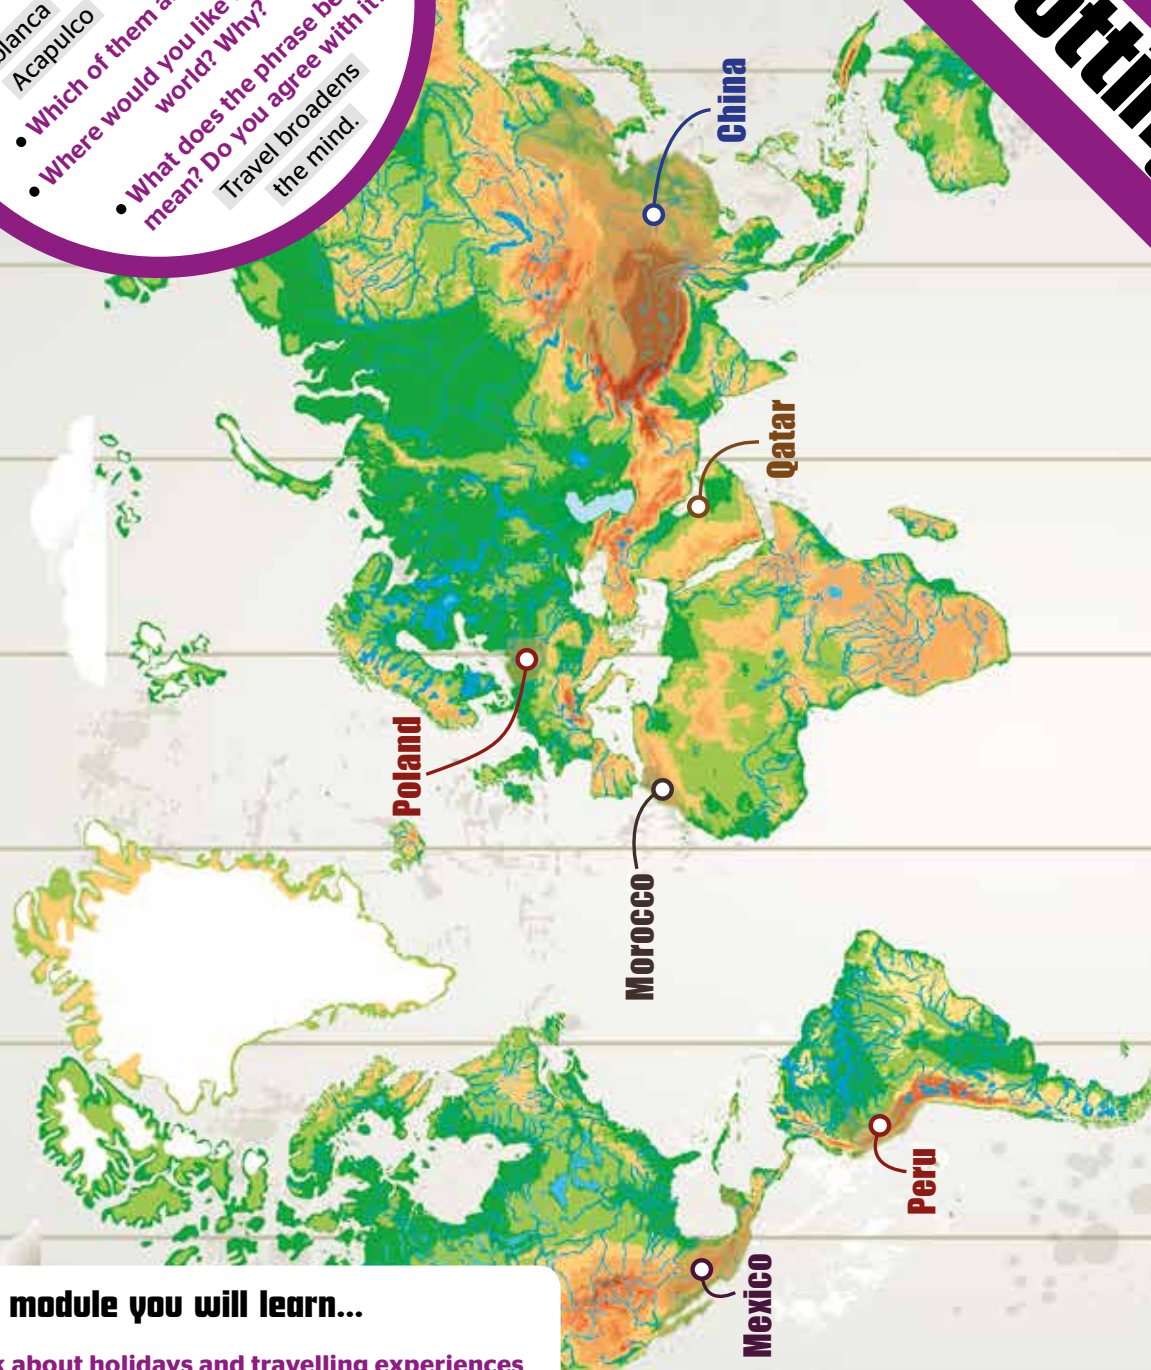 Acapulco
Which of them
Where would you like
world? Why?
What does the phrase
mean? Do you agree with it
Travel broadens
the mind.
China
Qatar
Poland
Morocco
Peru
Mexico
module you will learn...
about holidays and travelling experiences